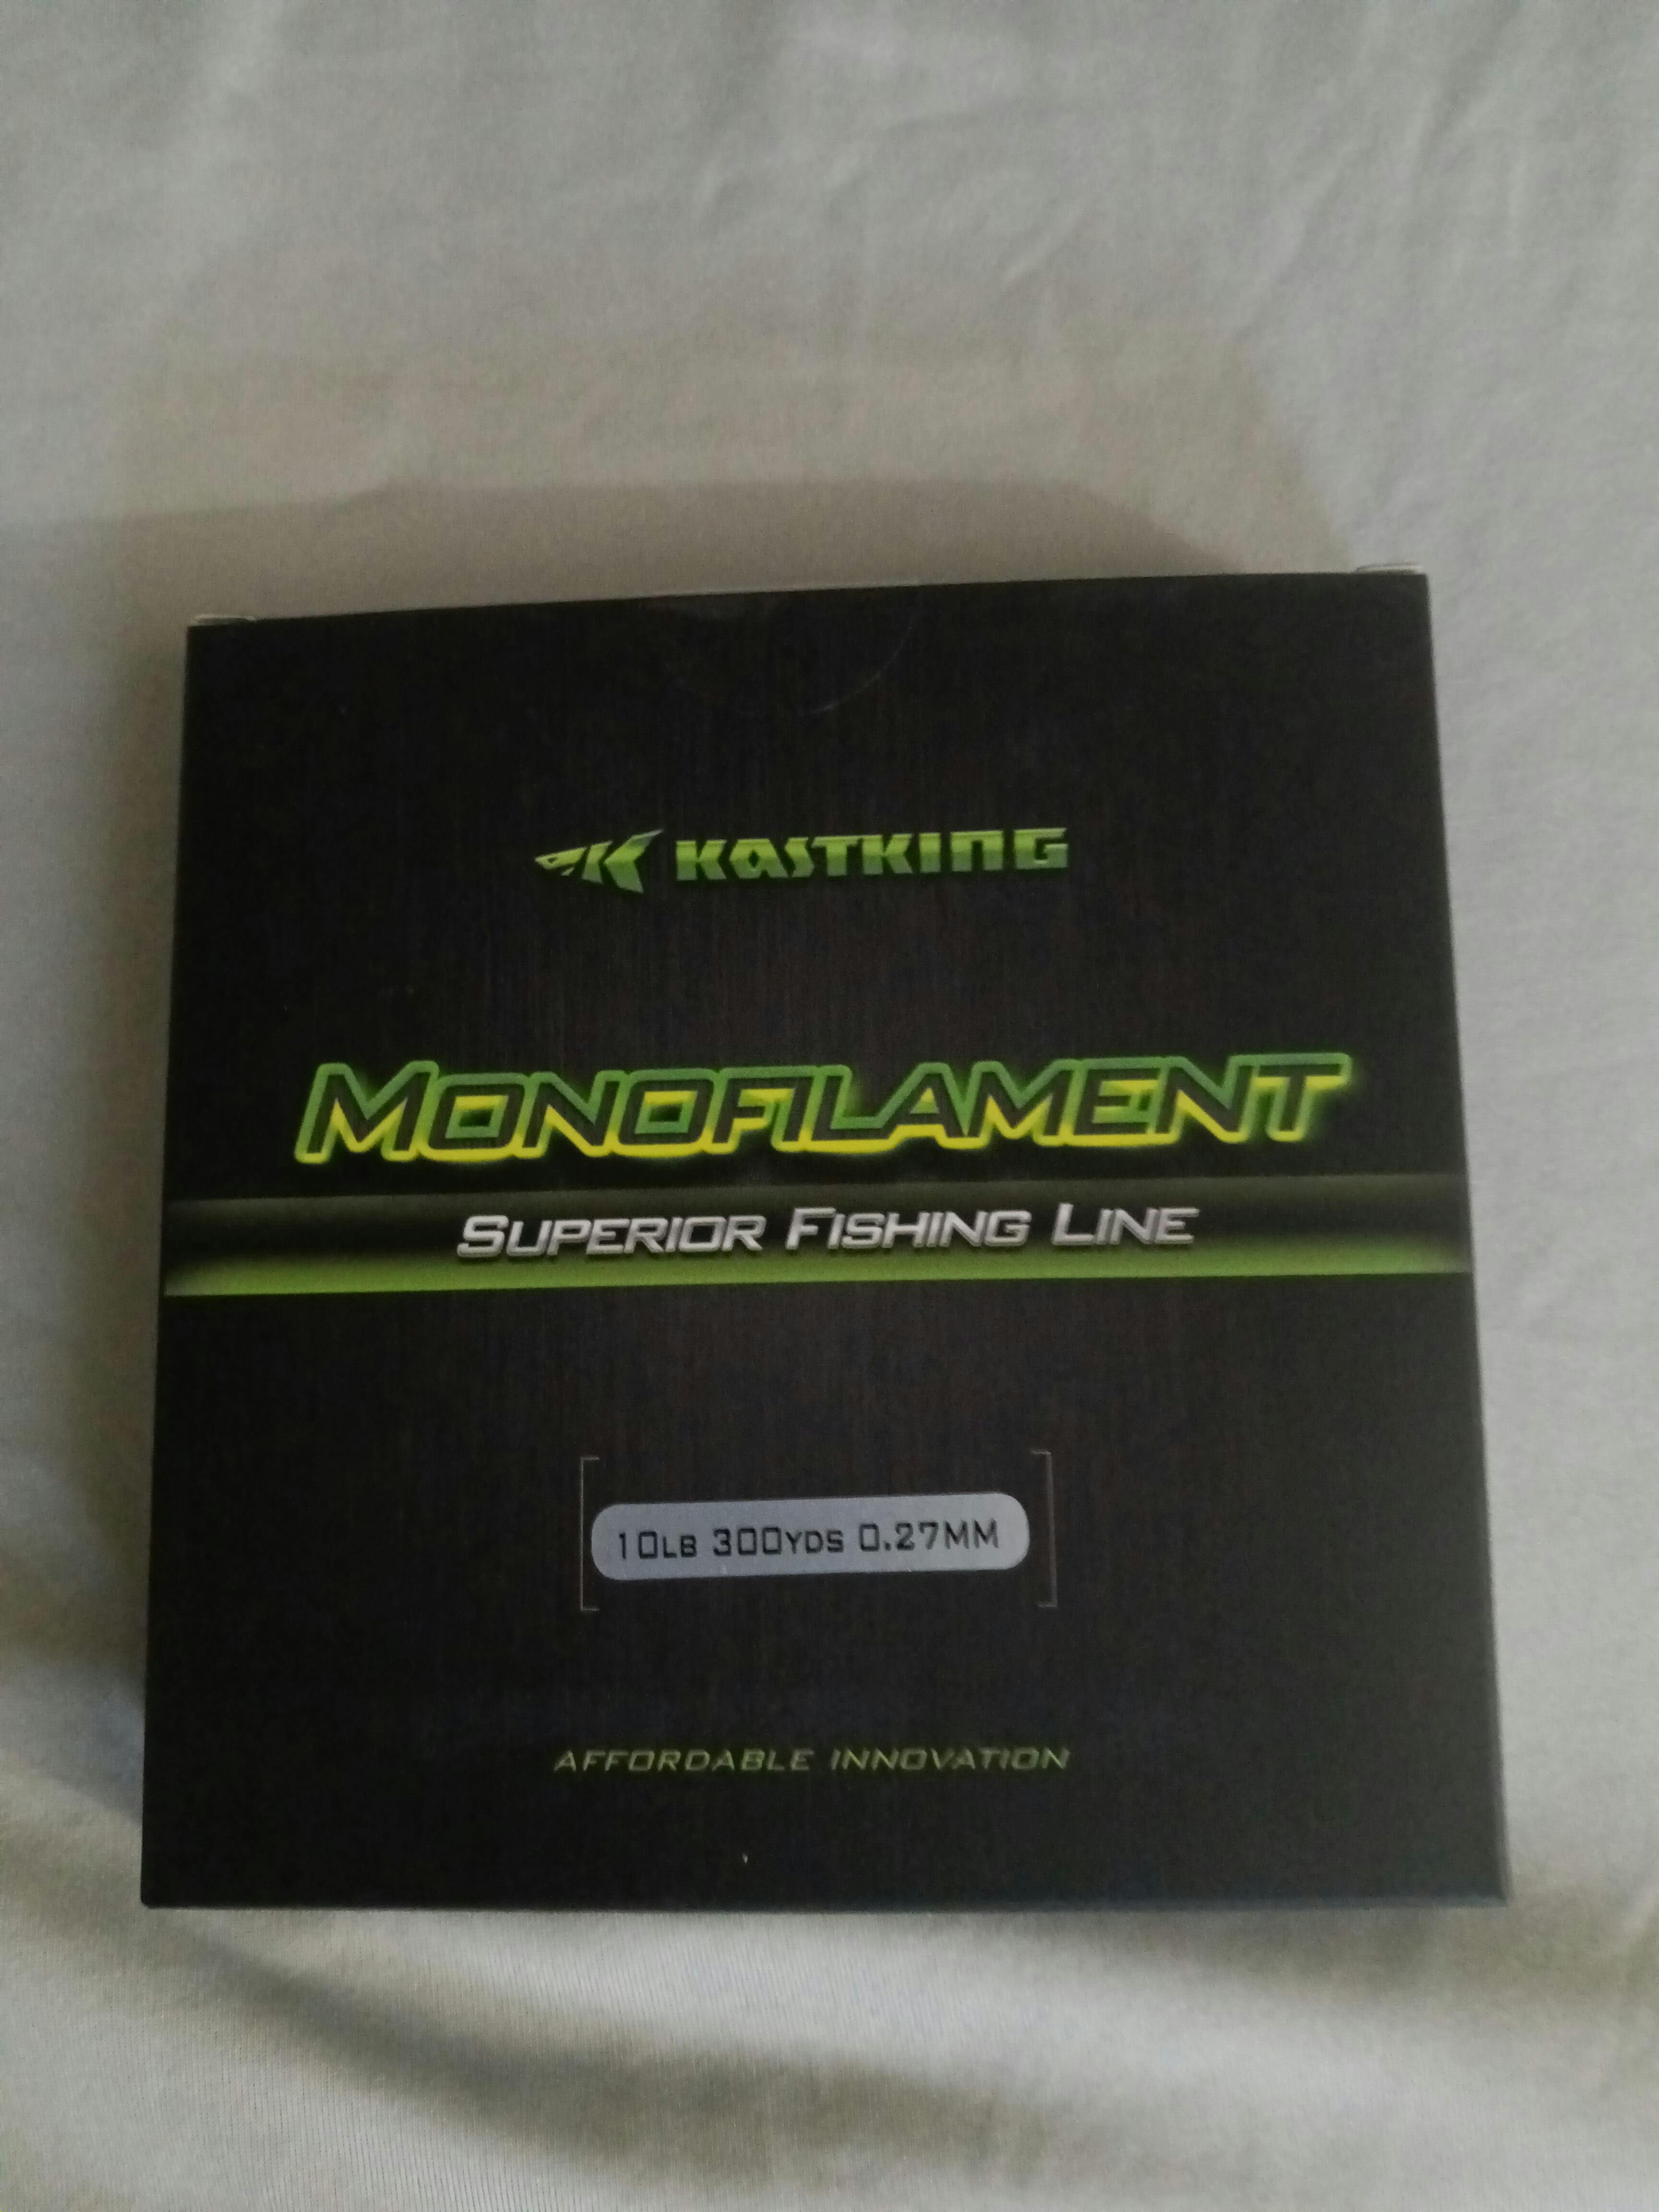 KASTKING
MONOFILAMENT
SUPERIOR FISHING LINE
10LB 300YDS 0.27MM
AFFORDABLE INNOVATION